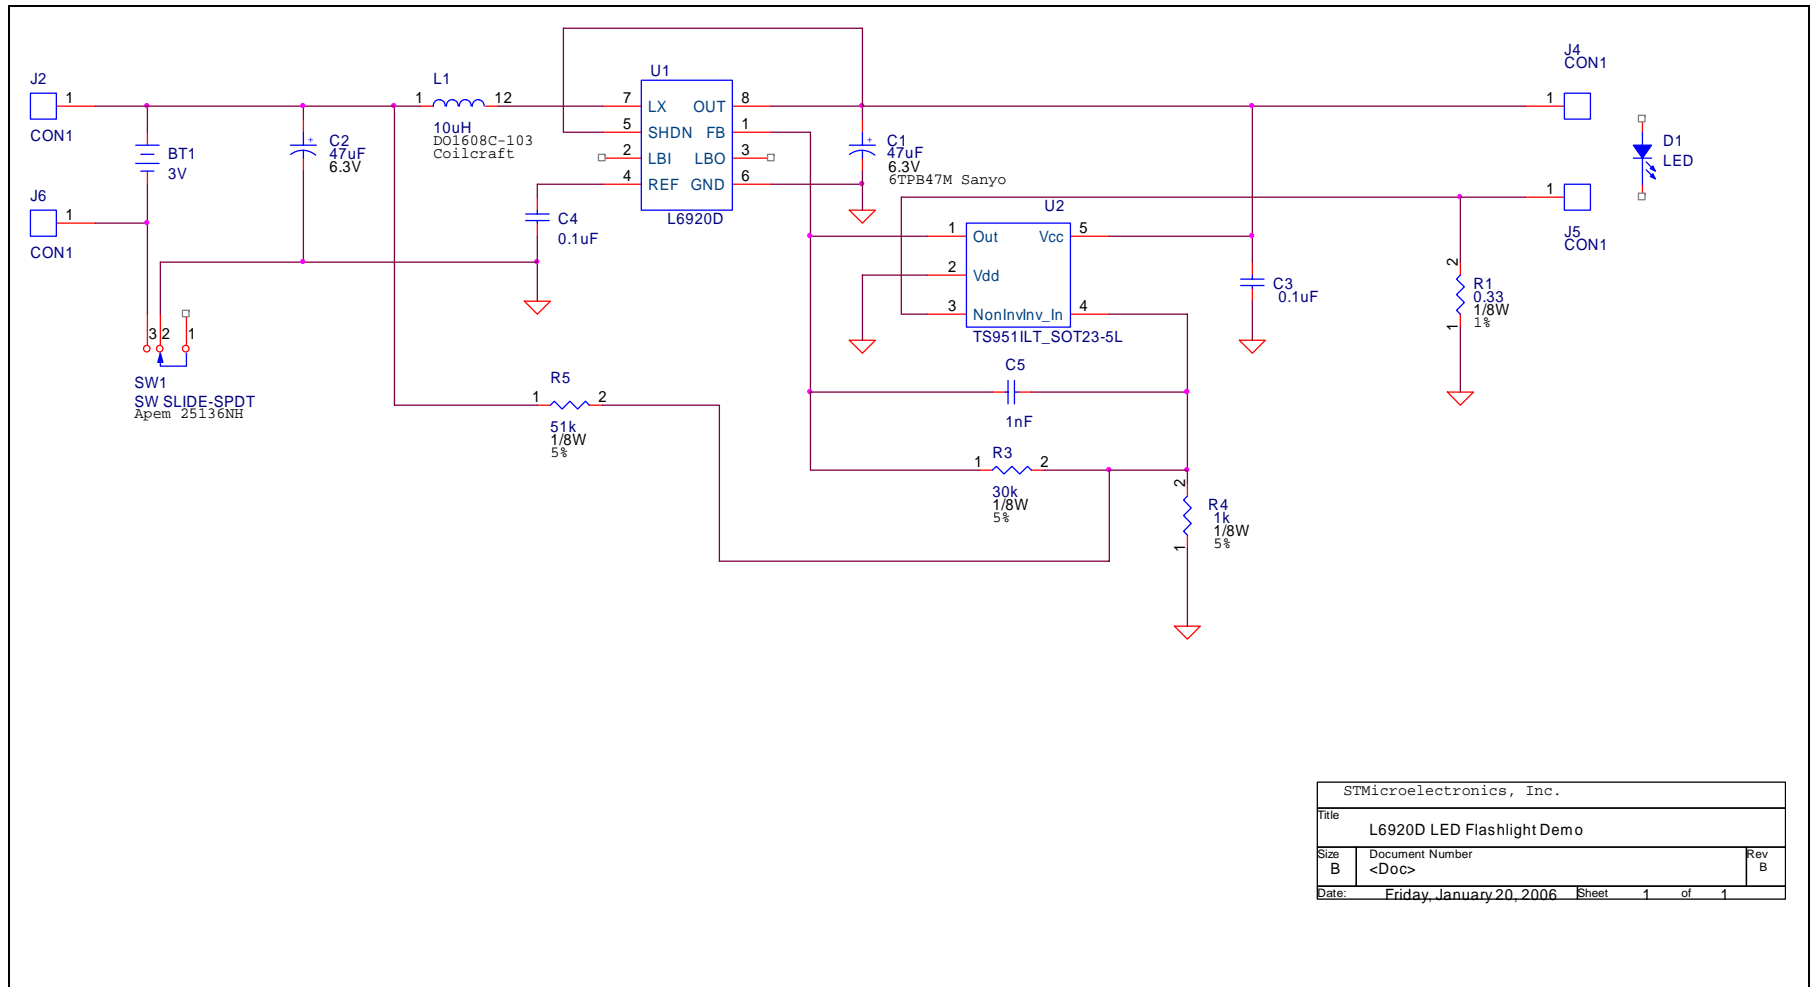 J2
1
CON1
BT1
3V
J6
1
CON1
C2
47uF
6.3V
L1
1
12
10uH
DO1608C-103
Coilcraft
U1
7
LX
OUT
8
5
SHDN
FB
1
2
LBI
LBO
3
4
REF
GND
6
L6920D
C1
47uF
6.3V
6TPB47M Sanyo
C4
0.1uF
J4
CON1
1
D1
LED
1
J5
CON1
U2
1
Out
Vcc
5
2
Vdd
3
NonInv
Inv_In
4
TS951ILT_SOT23-5L
C3
0.1uF
2
R1
0.33
1/8W
1%
1
3
2
1
SW1
SW SLIDE-SPDT
Apem 25136NH
R5
1
2
51k
1/8W
5%
C5
1nF
R3
1
2
30k
1/8W
5%
2
R4
1k
1/8W
5%
1
STMicroelectronics, Inc.
Title
L6920D LED Flashlight Demo
Size
B
Document Number
<Doc>
Rev
B
Date:
Friday, January 20, 2006
Sheet
1
of
1